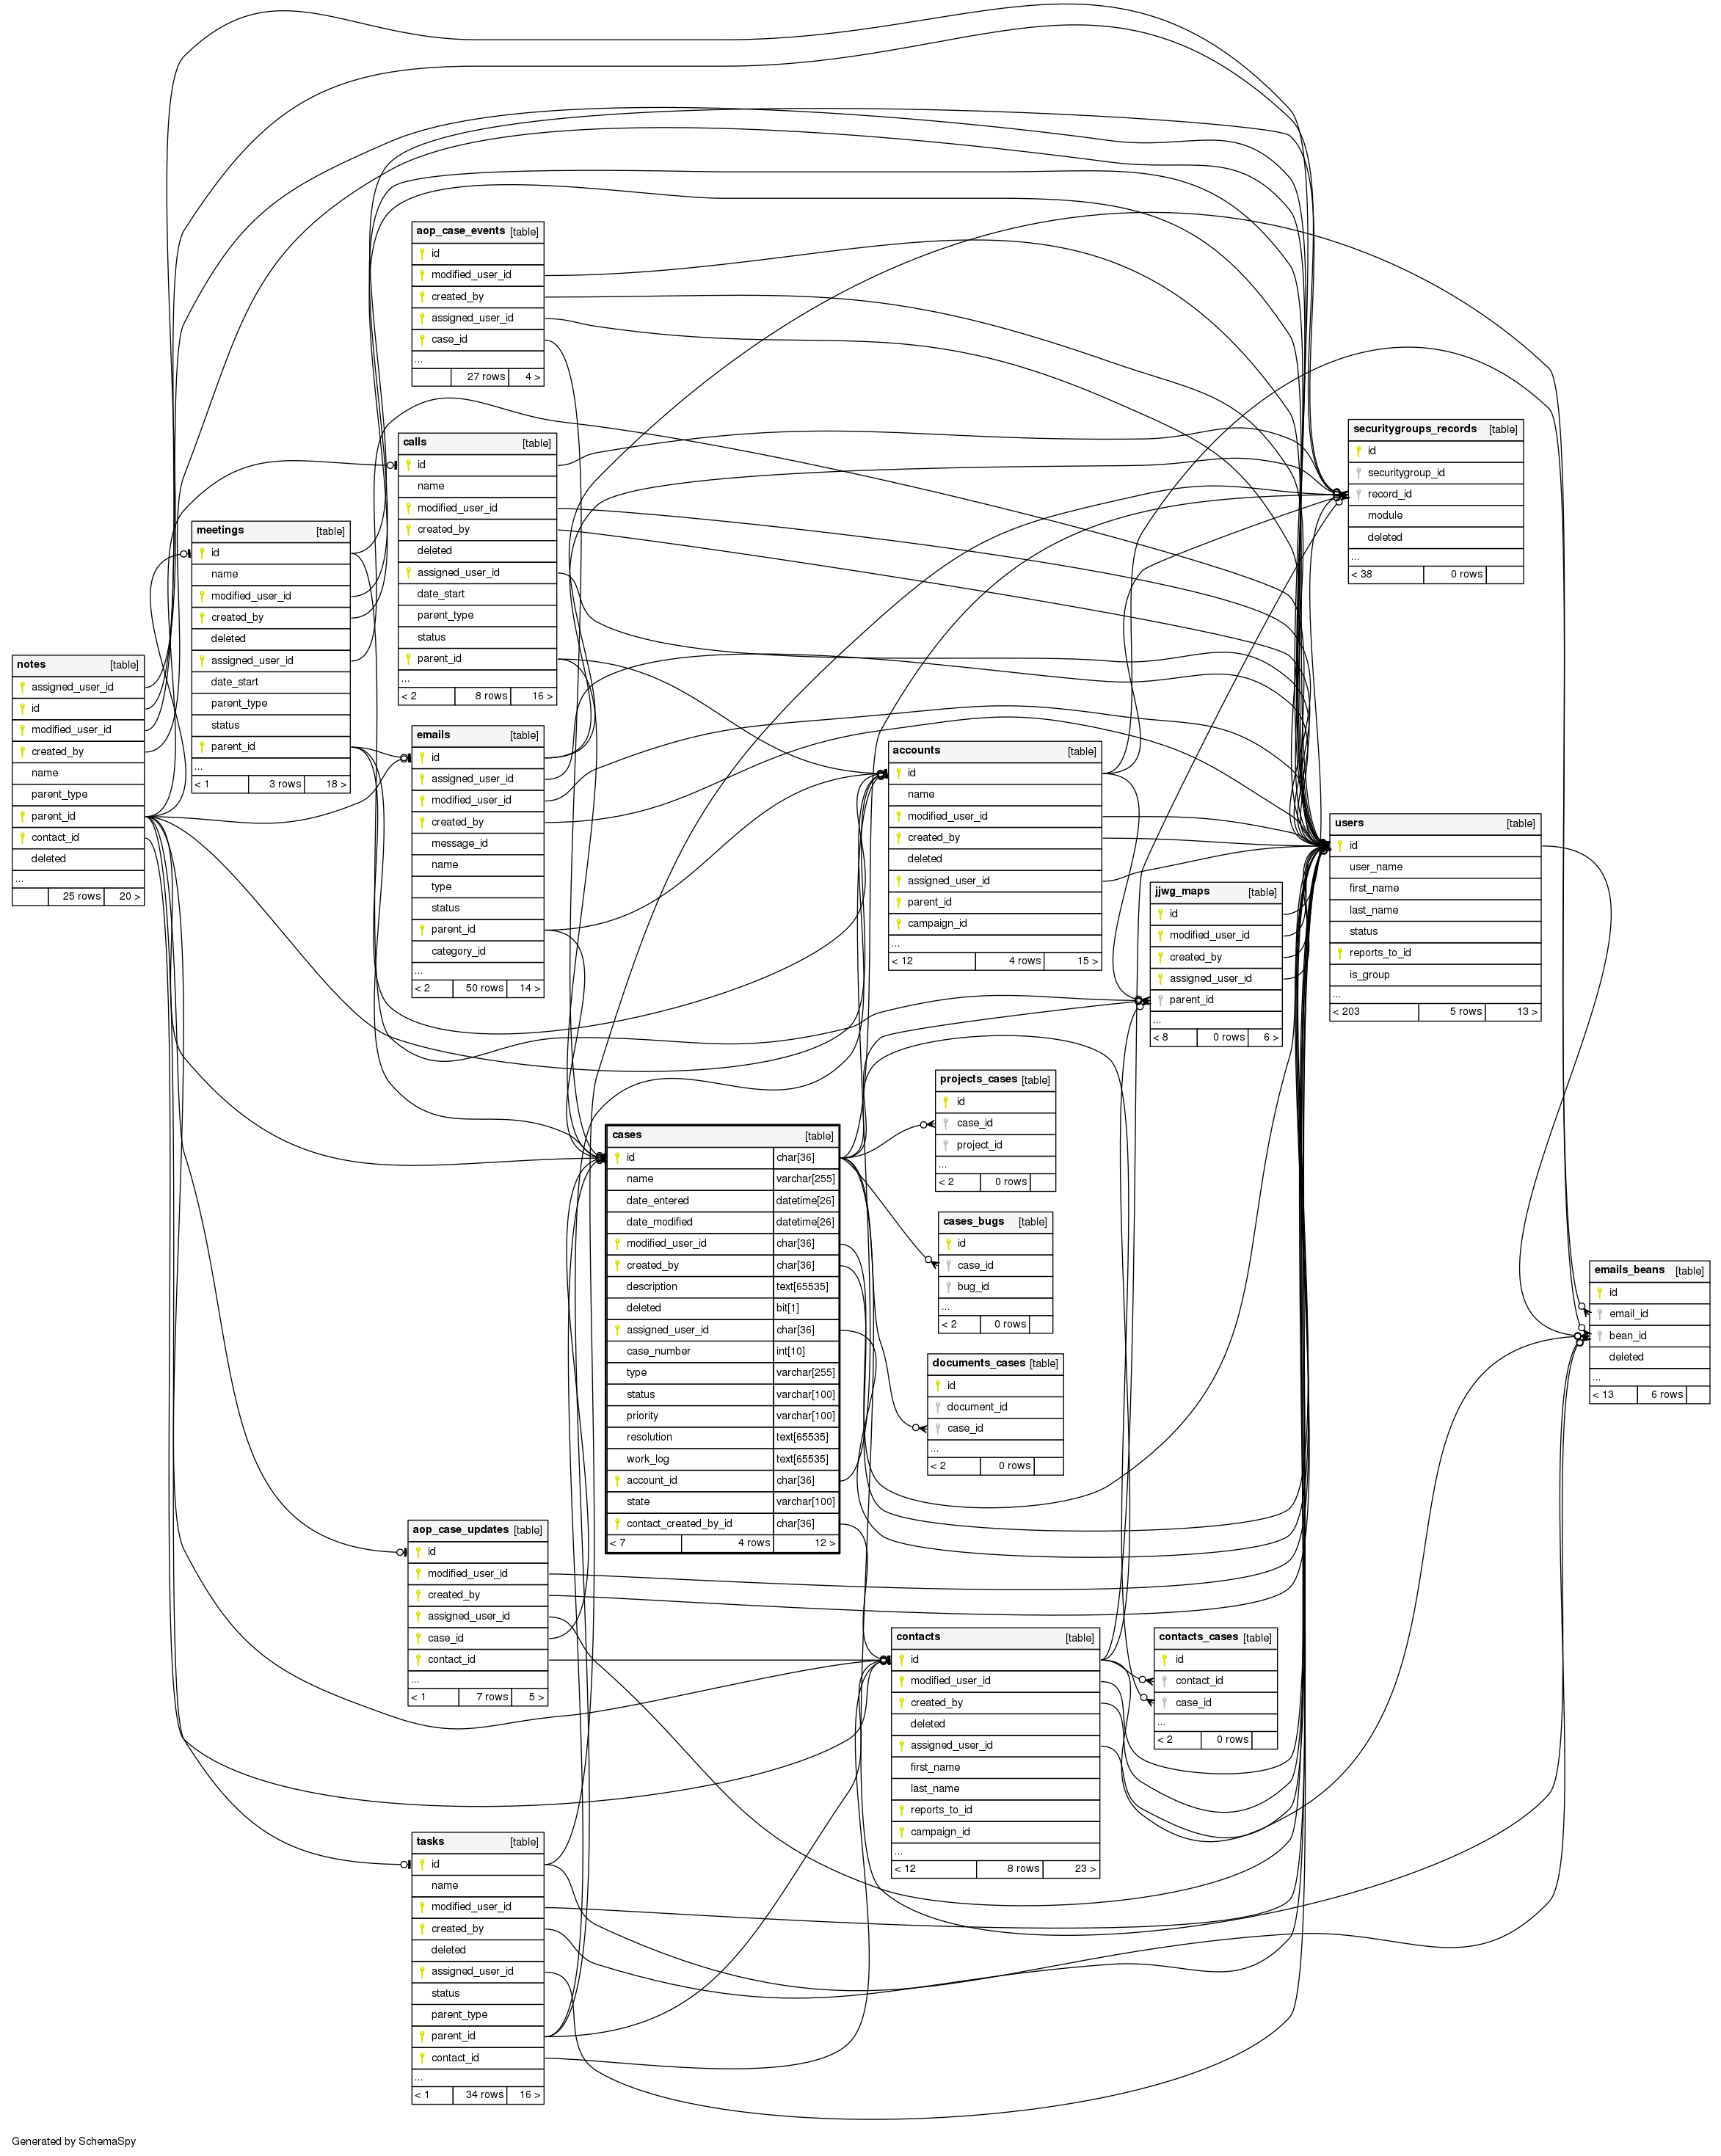 aop_case_events [table]
id
modified_user_id
created_by
assigned_user_id
case_id
...
27 rows 4 >
calls [table]
id
name
modified_user_id
created_by
deleted
assigned_user_id
date_start
parent_type
status
parent_id
...
< 2 8 rows 16 >
securitygroups_records [table]
id
securitygroup_id
record_id
module
deleted
...
< 38 0 rows
meetings [table]
id
name
modified_user_id
created_by
deleted
assigned_user_id
date_start
parent_type
status
parent_id
...
< 1 3 rows 18 >
notes [table]
assigned_user_id
id
modified_user_id
created_by
name
parent_type
parent_id
contact_id
deleted
...
25 rows 20 >
emails [table]
id
assigned_user_id
modified_user_id
created_by
message_id
name
type
status
parent_id
category_id
...
< 2 50 rows 14 >
accounts [table]
id
name
modified_user_id
created_by
deleted
assigned_user_id
parent_id
campaign_id
...
< 12 4 rows 15 >
users [table]
id
user_name
first_name
last_name
status
reports_to_id
is_group
...
< 203 5 rows 13 >
jjwg_maps [table]
id
modified_user_id
created_by
assigned_user_id
parent_id
...
< 8 0 rows 6 >
projects_cases [table]
id
case_id
project_id
...
< 2 0 rows
cases [table]
id char[36]
name varchar[255]
date_entered datetime[26]
date_modified datetime[26]
modified_user_id char[36]
created_by char[36]
description text[65535]
deleted bit[1]
assigned_user_id char[36]
case_number int[10]
type varchar[255]
status varchar[100]
priority varchar[100]
resolution text[65535]
work_log text[65535]
account_id char[36]
state varchar[100]
contact_created_by_id char[36]
< 7 4 rows 12 >
cases_bugs [table]
id
case_id
bug_id
...
< 2 0 rows
emails_beans [table]
id
email_id
bean_id
deleted
...
< 13 6 rows
documents_cases [table]
id
document_id
case_id
...
< 2 0 rows
aop_case_updates [table]
id
modified_user_id
created_by
assigned_user_id
case_id
contact_id
...
< 1 7 rows 5 >
contacts [table]
id
modified_user_id
created_by
deleted
assigned_user_id
first_name
last_name
reports_to_id
campaign_id
...
< 12 8 rows 23 >
contacts_cases [table]
id
contact_id
case_id
...
< 2 0 rows
tasks [table]
id
name
modified_user_id
created_by
deleted
assigned_user_id
status
parent_type
parent_id
contact_id
...
< 1 34 rows 16 >
Generated by SchemaSpy